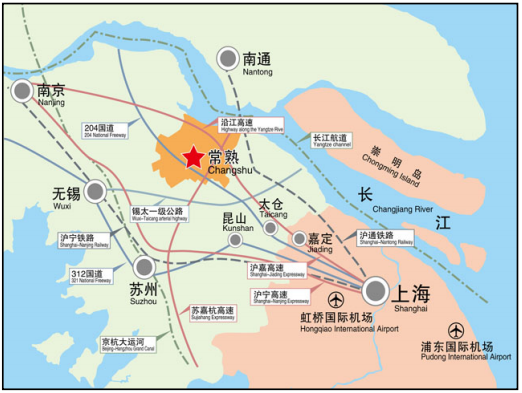 南通
Nantong
南京
Nanjing
204国道
204 National Freeway
沿江高速
Highway along the Yangtze Rive
长江航道
Yangtize channel
崇明岛
Chongming Island
常熟
Changshu
无锡
Wuxi
锡太一级公路
Wuxi-Taicang arterial highway
太仓
Taicang
昆山
Kunshan
长江
Changjiang River
沪宁铁路
Shanghai-Nanjing Railway
嘉定
Jiading
沪通铁路
Shanghai-Nantong Railway
312国道
321 National Freeway
苏州
Suzhou
沪嘉高速
Shanghai-Jiading Expressway
沪宁高速
Shanghai-Nanjing Expressway
上海
Shanghai
苏嘉杭高速
Sujiahang Expressway
虹桥国际机场
Hongqiao International Airport
京杭大运河
Beijing-Hangzhou Grand Canal
浦东国际机场
Pudong International Airport